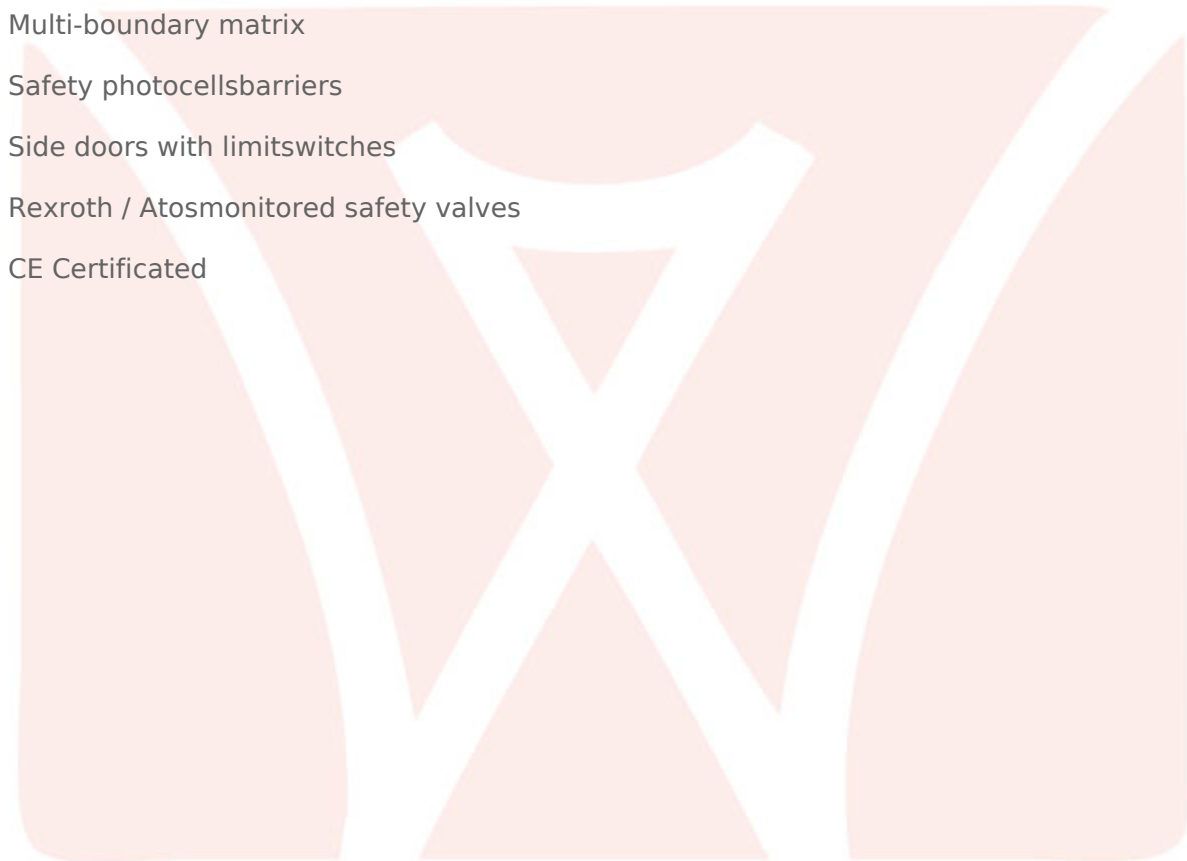 Multi-boundary matrix
Safety photocellsbarriers
Side doors with limitswitches
Rexroth / Atosmonitored safety valves
CE Certificated